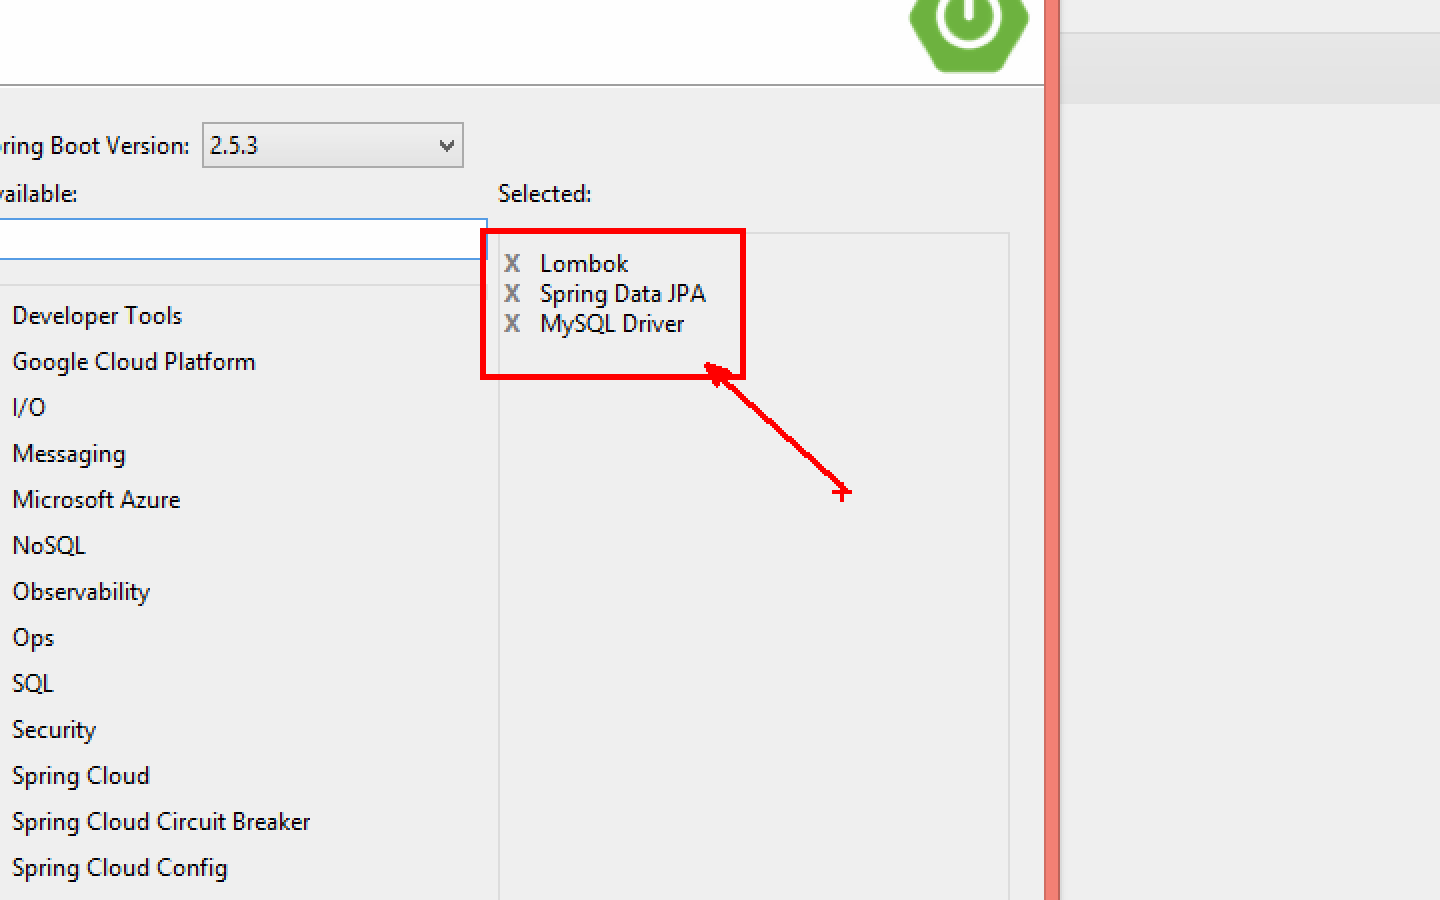 ring Boot Version: 2.5.3
vailable:
Selected:
X Lombok
X Spring Data JPA
X MySQL Driver
Developer Tools
Google Cloud Platform
I/O
Messaging
Microsoft Azure
NoSQL
Observability
Ops
SQL
Security
Spring Cloud
Spring Cloud Circuit Breaker
Spring Cloud Config